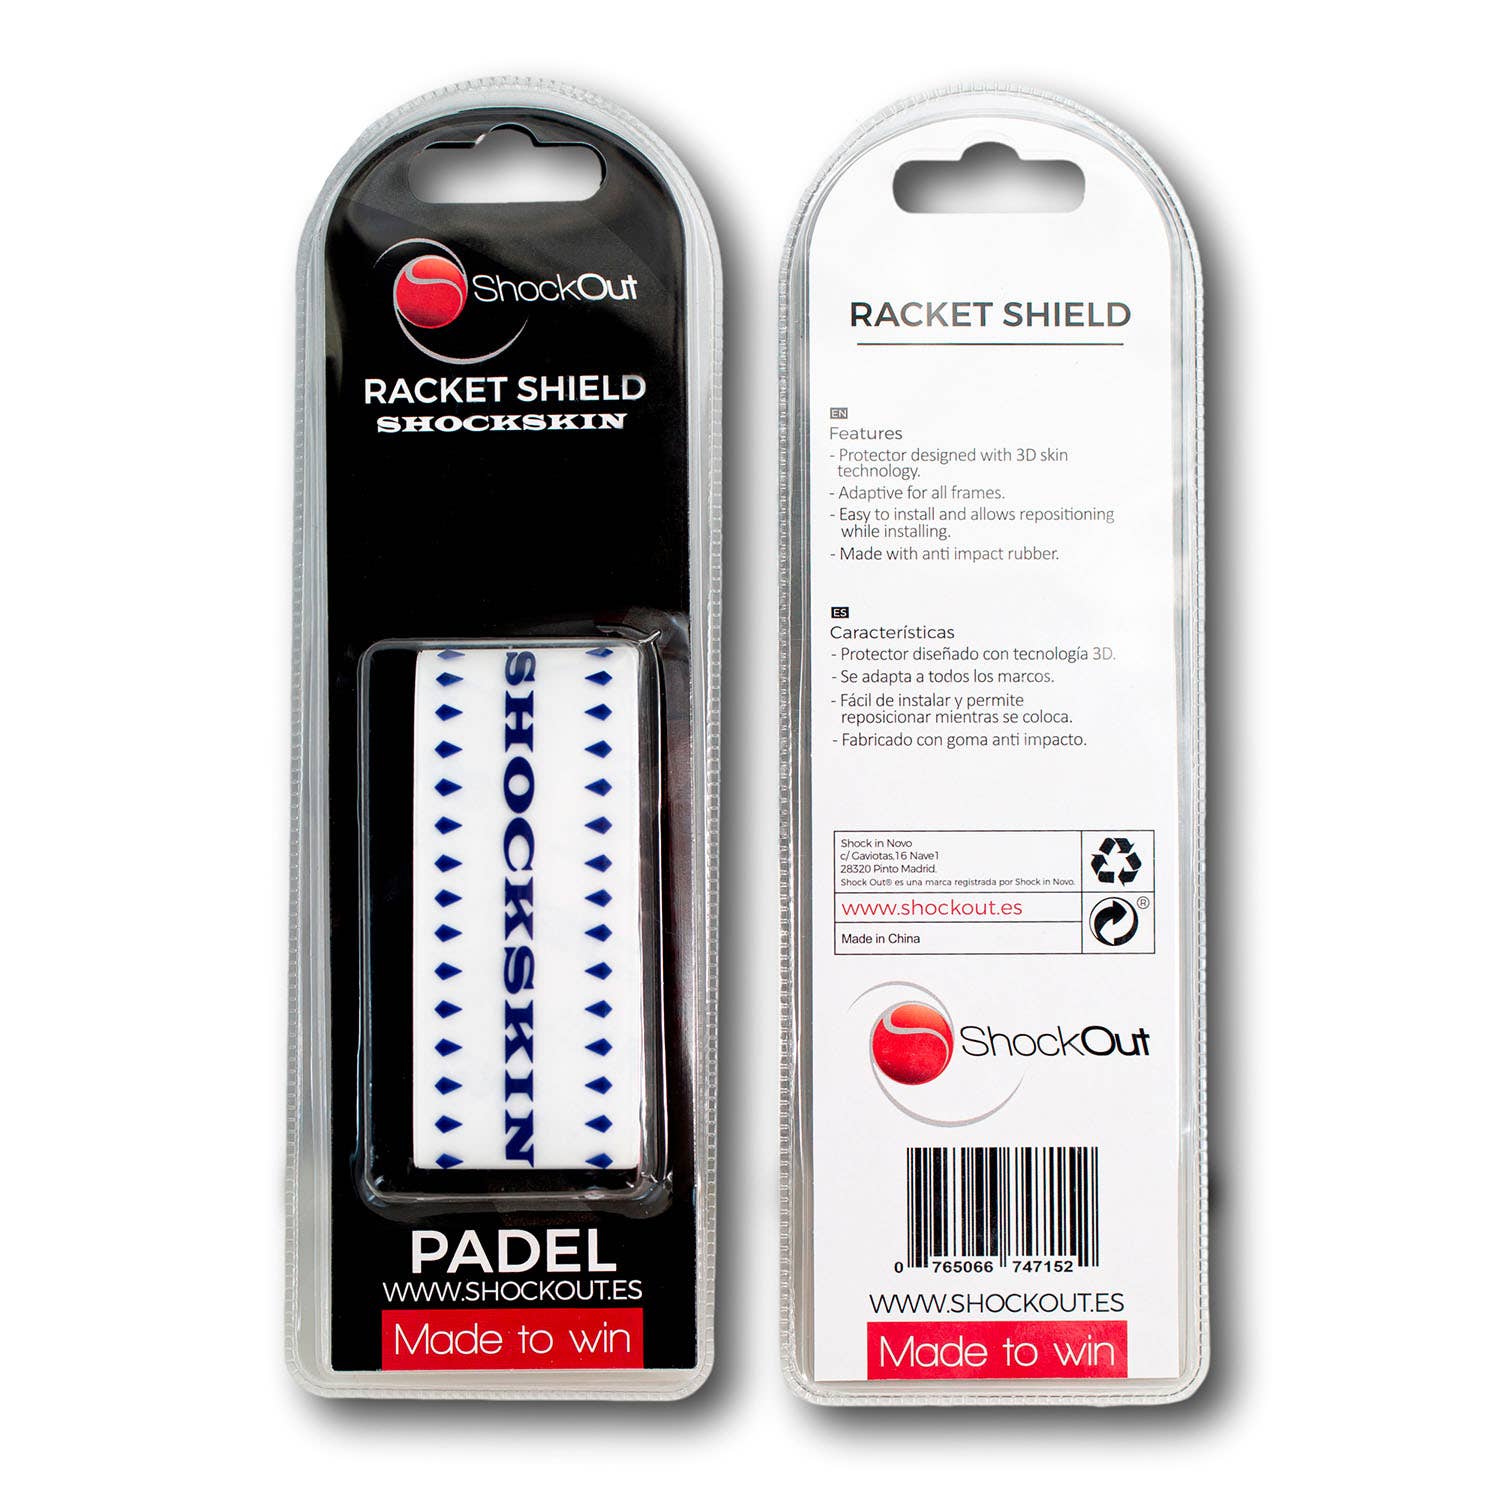 ShockOut
RACKET SHIELD
SHOCKSKIN
SHOCKSKIN
PADEL
WWW.SHOCKOUT.ES
Made to win
RACKET SHIELD
EN
Features
- Protector designed with 3D skin
technology.
- Adaptive for all frames.
- Easy to install and allows repositioning
while installing.
- Made with anti impact rubber.
ES
Características
- Protector diseñado con tecnología 3D.
- Se adapta a todos los marcos.
- Fácil de instalar y permite
reposicionar mientras se coloca.
- Fabricado con goma anti impacto.
Shock in Novo
c/ Gaviotas,16 Nave1
28320 Pinto Madrid.
Shock Out® es una marca registrada por Shock in Novo.
www.shockout.es
®
Made in China
ShockOut
0 765066 747152
WWW.SHOCKOUT.ES
Made to win